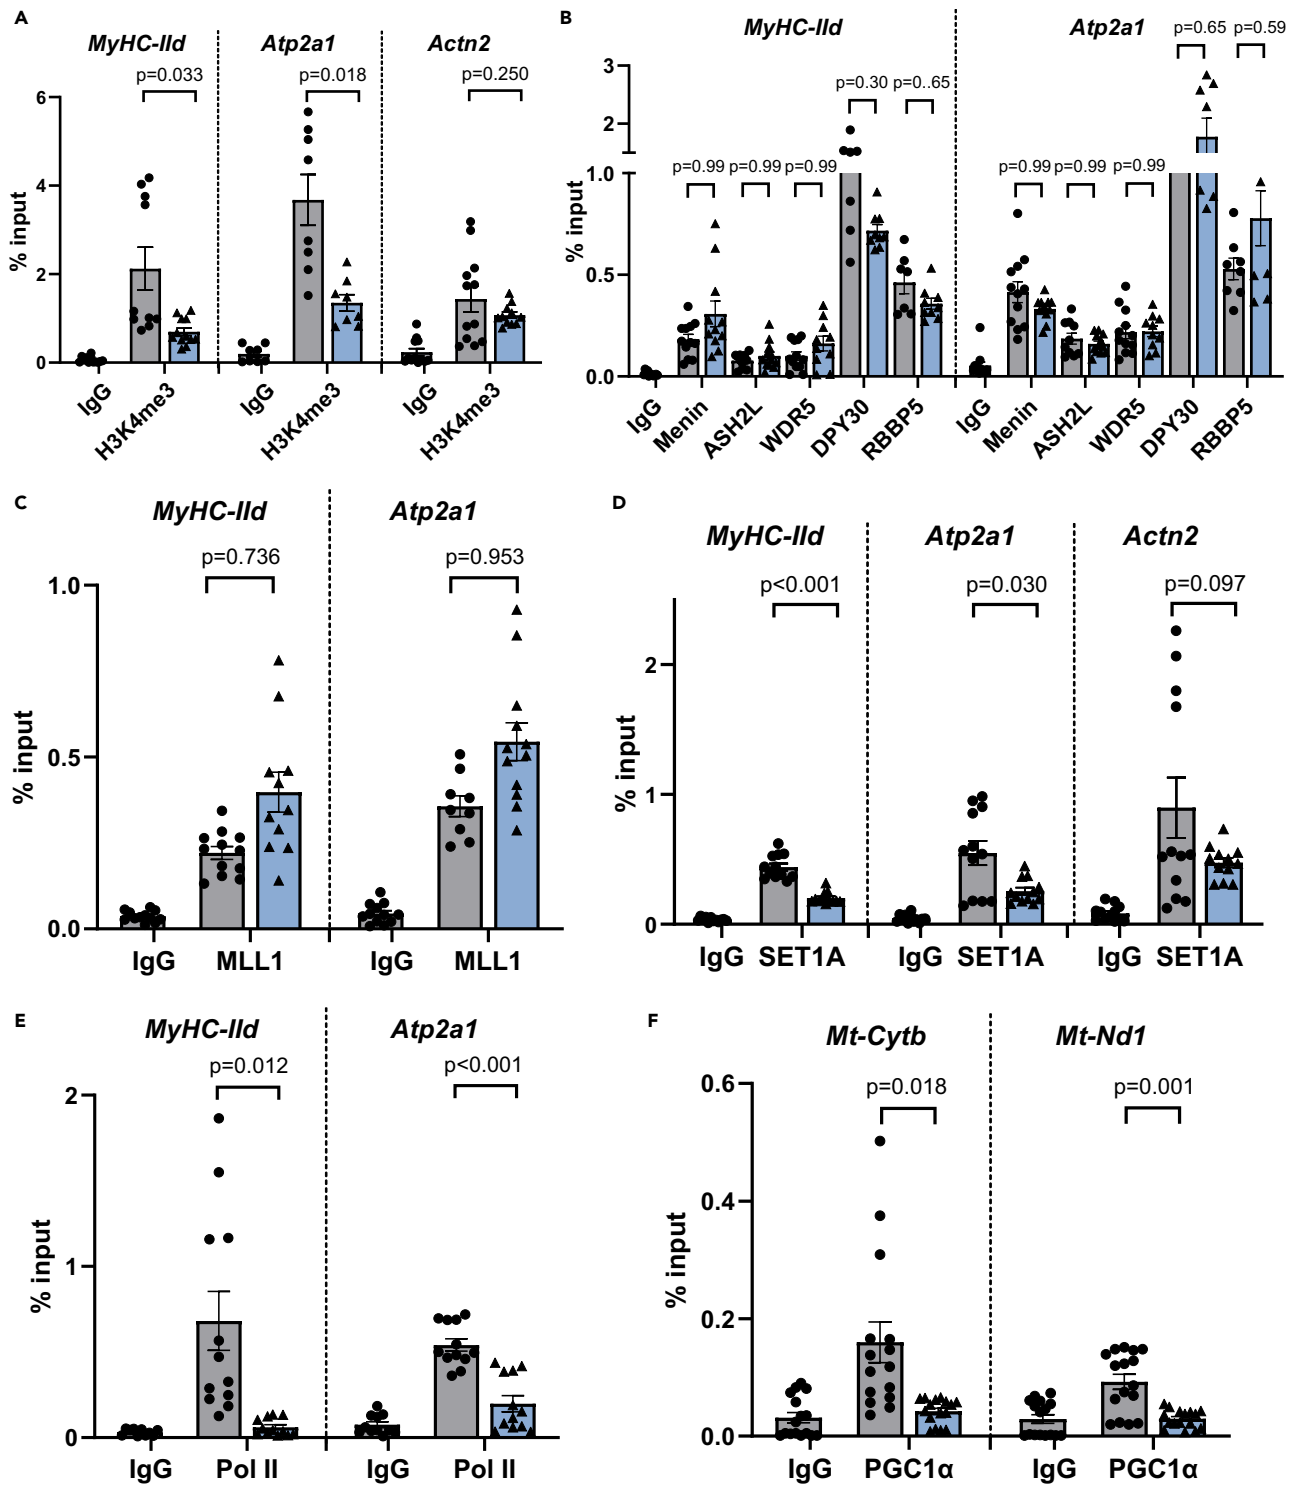 A
MyHC-IId Atp2a1 Actn2
p=0.033 p=0.018 p=0.250
% input
6
4
2
0
IgG H3K4me3 IgG H3K4me3 IgG H3K4me3
B
MyHC-IId Atp2a1
p=0.65 p=0.59
p=0.30 p=0..65
p=0.99 p=0.99 p=0.99 p=0.99 p=0.99 p=0.99
% input
3
2
1.0
0.5
0.0
IgG Menin ASH2L WDR5 DPY30 RBBP5 IgG Menin ASH2L WDR5 DPY30 RBBP5
C
MyHC-IId Atp2a1
p=0.736 p=0.953
% input
1.0
0.5
0.0
IgG MLL1 IgG MLL1
D
MyHC-IId Atp2a1 Actn2
p<0.001 p=0.030 p=0.097
% input
2
1
0
IgG SET1A IgG SET1A IgG SET1A
E
MyHC-IId Atp2a1
p=0.012 p<0.001
% input
2
1
0
IgG Pol II IgG Pol II
F
Mt-Cytb Mt-Nd1
p=0.018 p=0.001
% input
0.6
0.4
0.2
0.0
IgG PGC1α IgG PGC1α